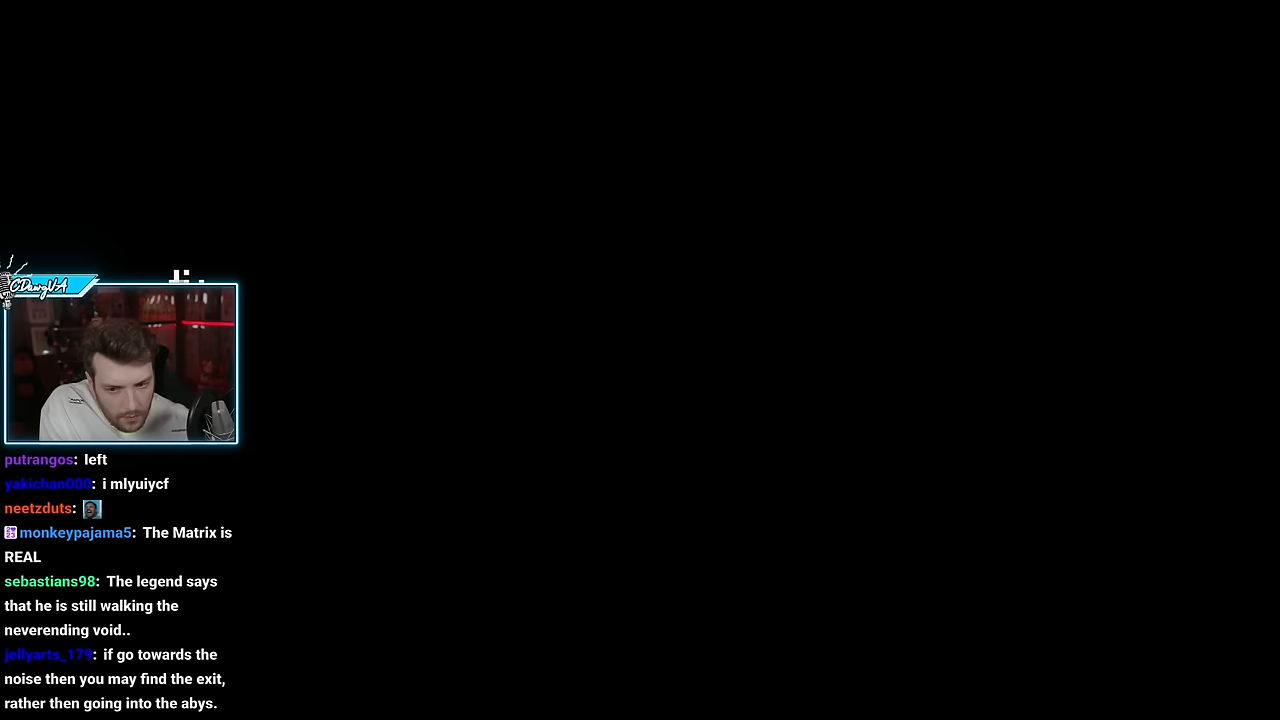 CDawgVA
putrangos: left
yakichan000: i mlyuiycf
neetzduts:
monkeypajama5: The Matrix is
REAL
sebastians98: The legend says
that he is still walking the
neverending void..
jellyarts_179: if go towards the
noise then you may find the exit,
rather then going into the abys.